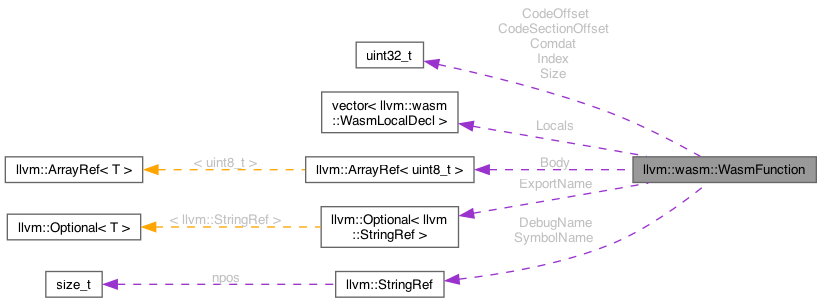 CodeOffset
CodeSectionOffset
Comdat
Index
Size
uint32_t
vector< llvm::wasm
::WasmLocalDecl >
Locals
llvm::ArrayRef< T >
< uint8_t >
llvm::ArrayRef< uint8_t >
Body
llvm::wasm::WasmFunction
ExportName
llvm::Optional< T >
< llvm::StringRef >
llvm::Optional< llvm
::StringRef >
DebugName
SymbolName
size_t
npos
llvm::StringRef